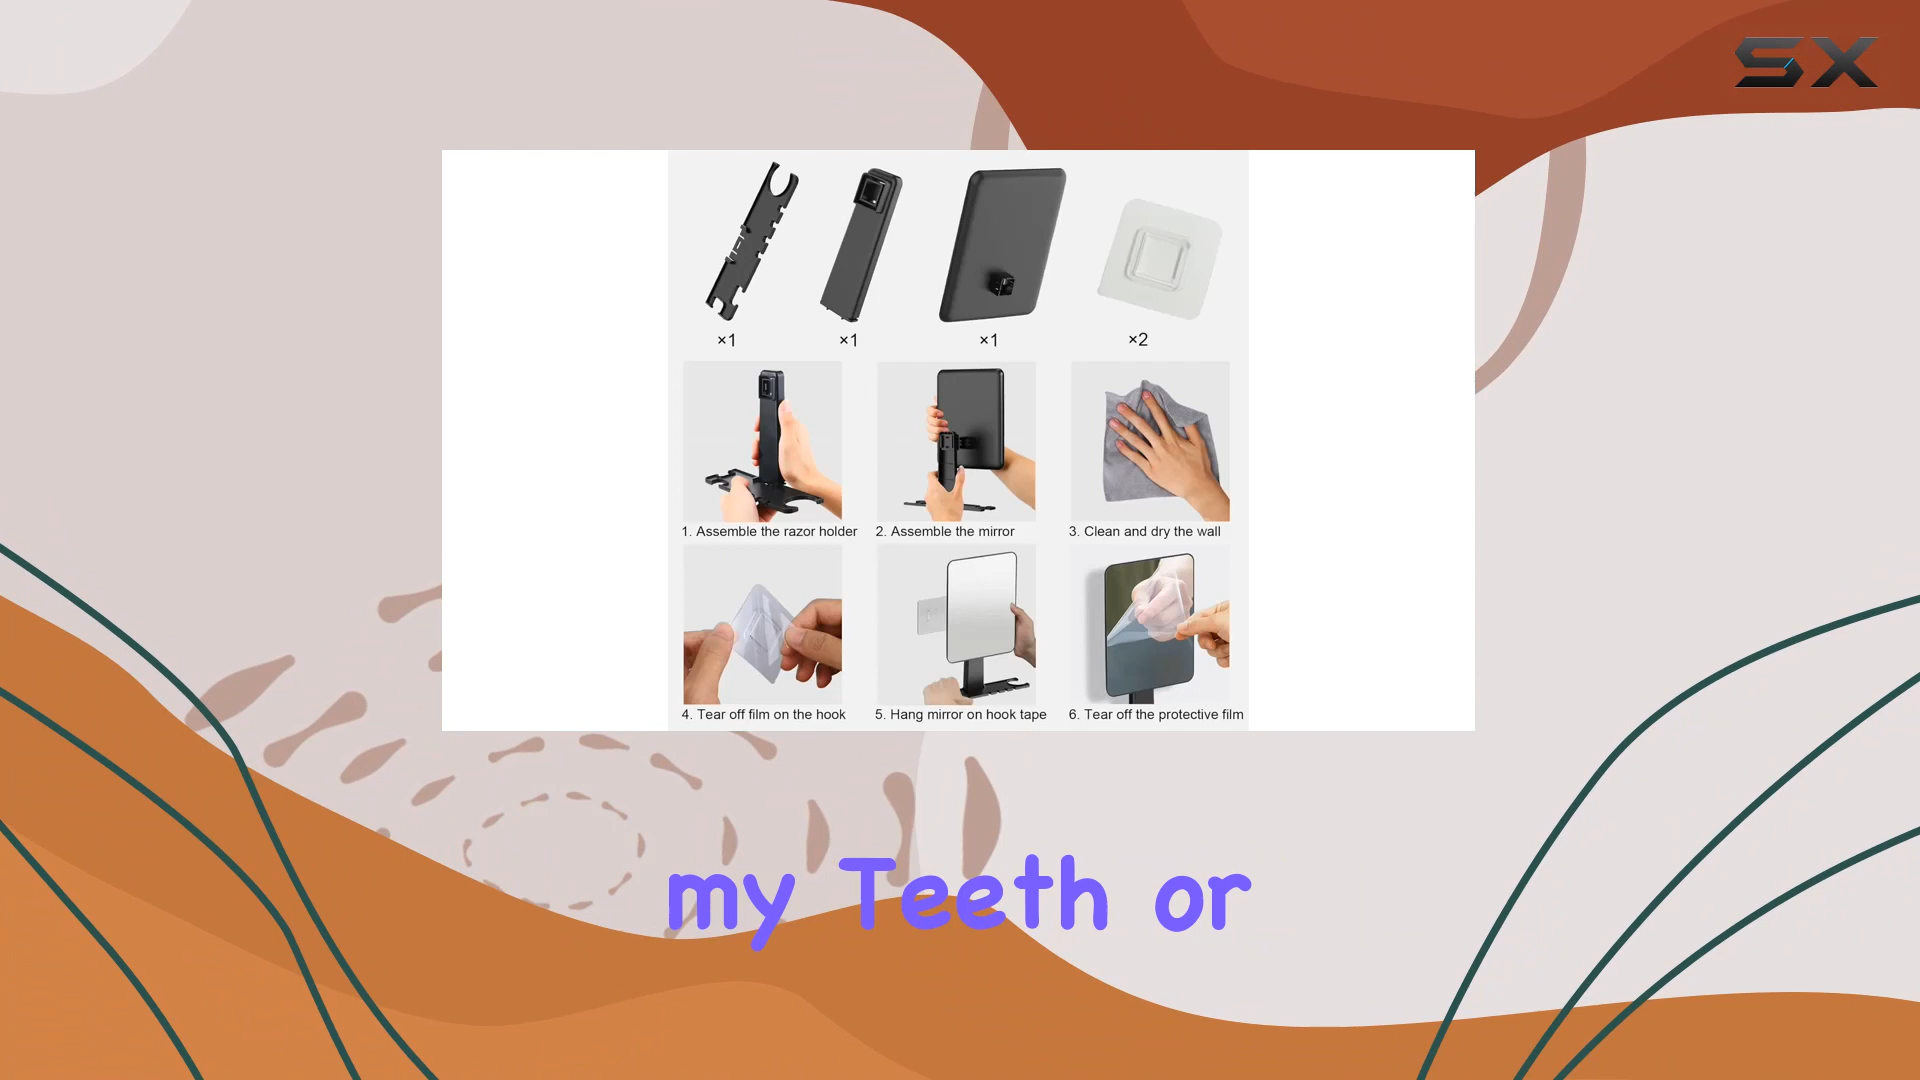 SX
×1 ×1 ×1 ×2
1. Assemble the razor holder 2. Assemble the mirror 3. Clean and dry the wall
4. Tear off film on the hook 5. Hang mirror on hook tape 6. Tear off the protective film
my Teeth or